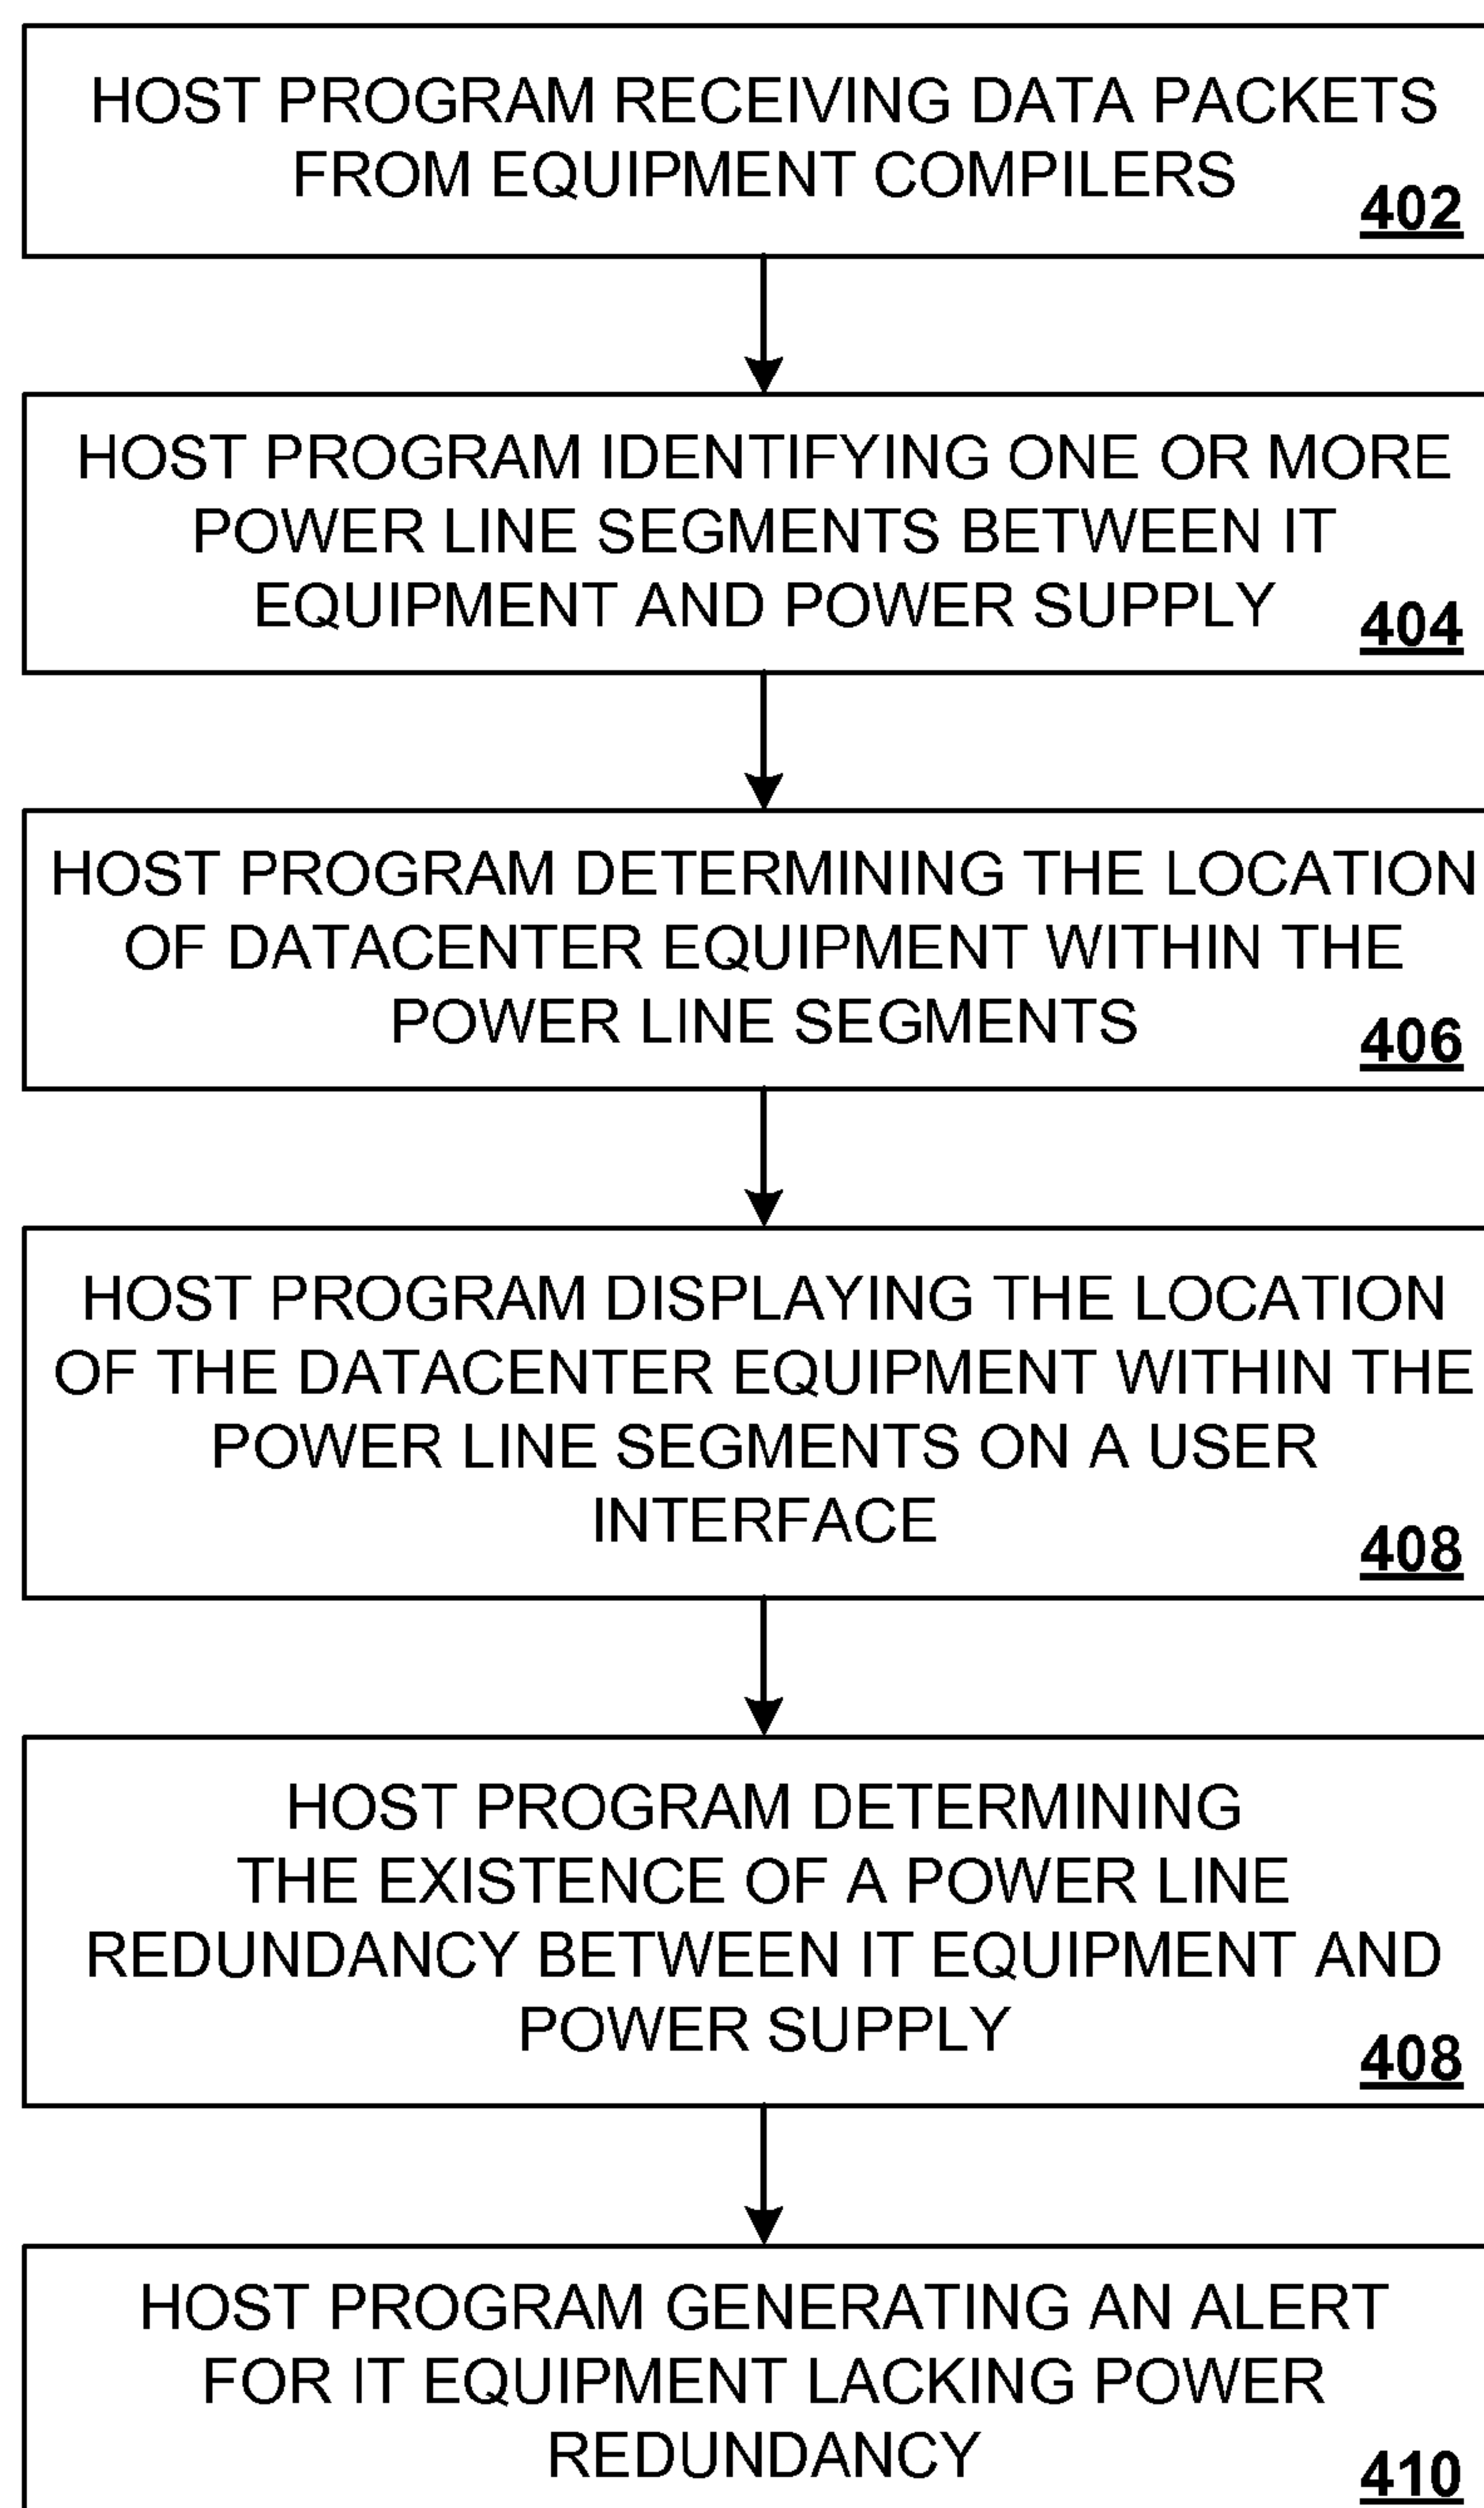 HOST PROGRAM RECEIVING DATA PACKETS
FROM EQUIPMENT COMPILERS
402
HOST PROGRAM IDENTIFYING ONE OR MORE
POWER LINE SEGMENTS BETWEEN IT
EQUIPMENT AND POWER SUPPLY
404
HOST PROGRAM DETERMINING THE LOCATION
OF DATACENTER EQUIPMENT WITHIN THE
POWER LINE SEGMENTS
406
HOST PROGRAM DISPLAYING THE LOCATION
OF THE DATACENTER EQUIPMENT WITHIN THE
POWER LINE SEGMENTS ON A USER
INTERFACE
408
HOST PROGRAM DETERMINING
THE EXISTENCE OF A POWER LINE
REDUNDANCY BETWEEN IT EQUIPMENT AND
POWER SUPPLY
408
HOST PROGRAM GENERATING AN ALERT
FOR IT EQUIPMENT LACKING POWER
REDUNDANCY
410